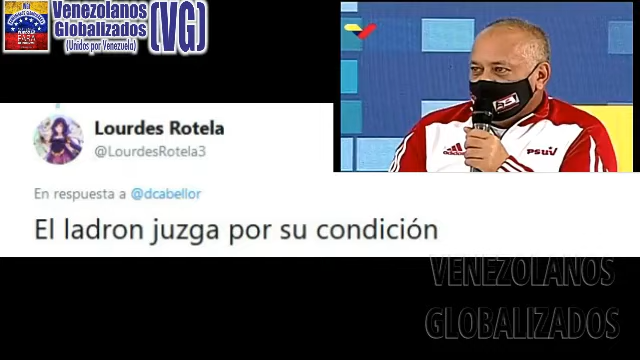 Venezolanos
Globalizados
(Unidos por Venezuela)
(VG)
Lourdes Rotela
@LourdesRotela3
En respuesta a @dcabellor
El ladron juzga por su condición
adidas
PSUV
VENEZOLANOS
GLOBALIZADOS